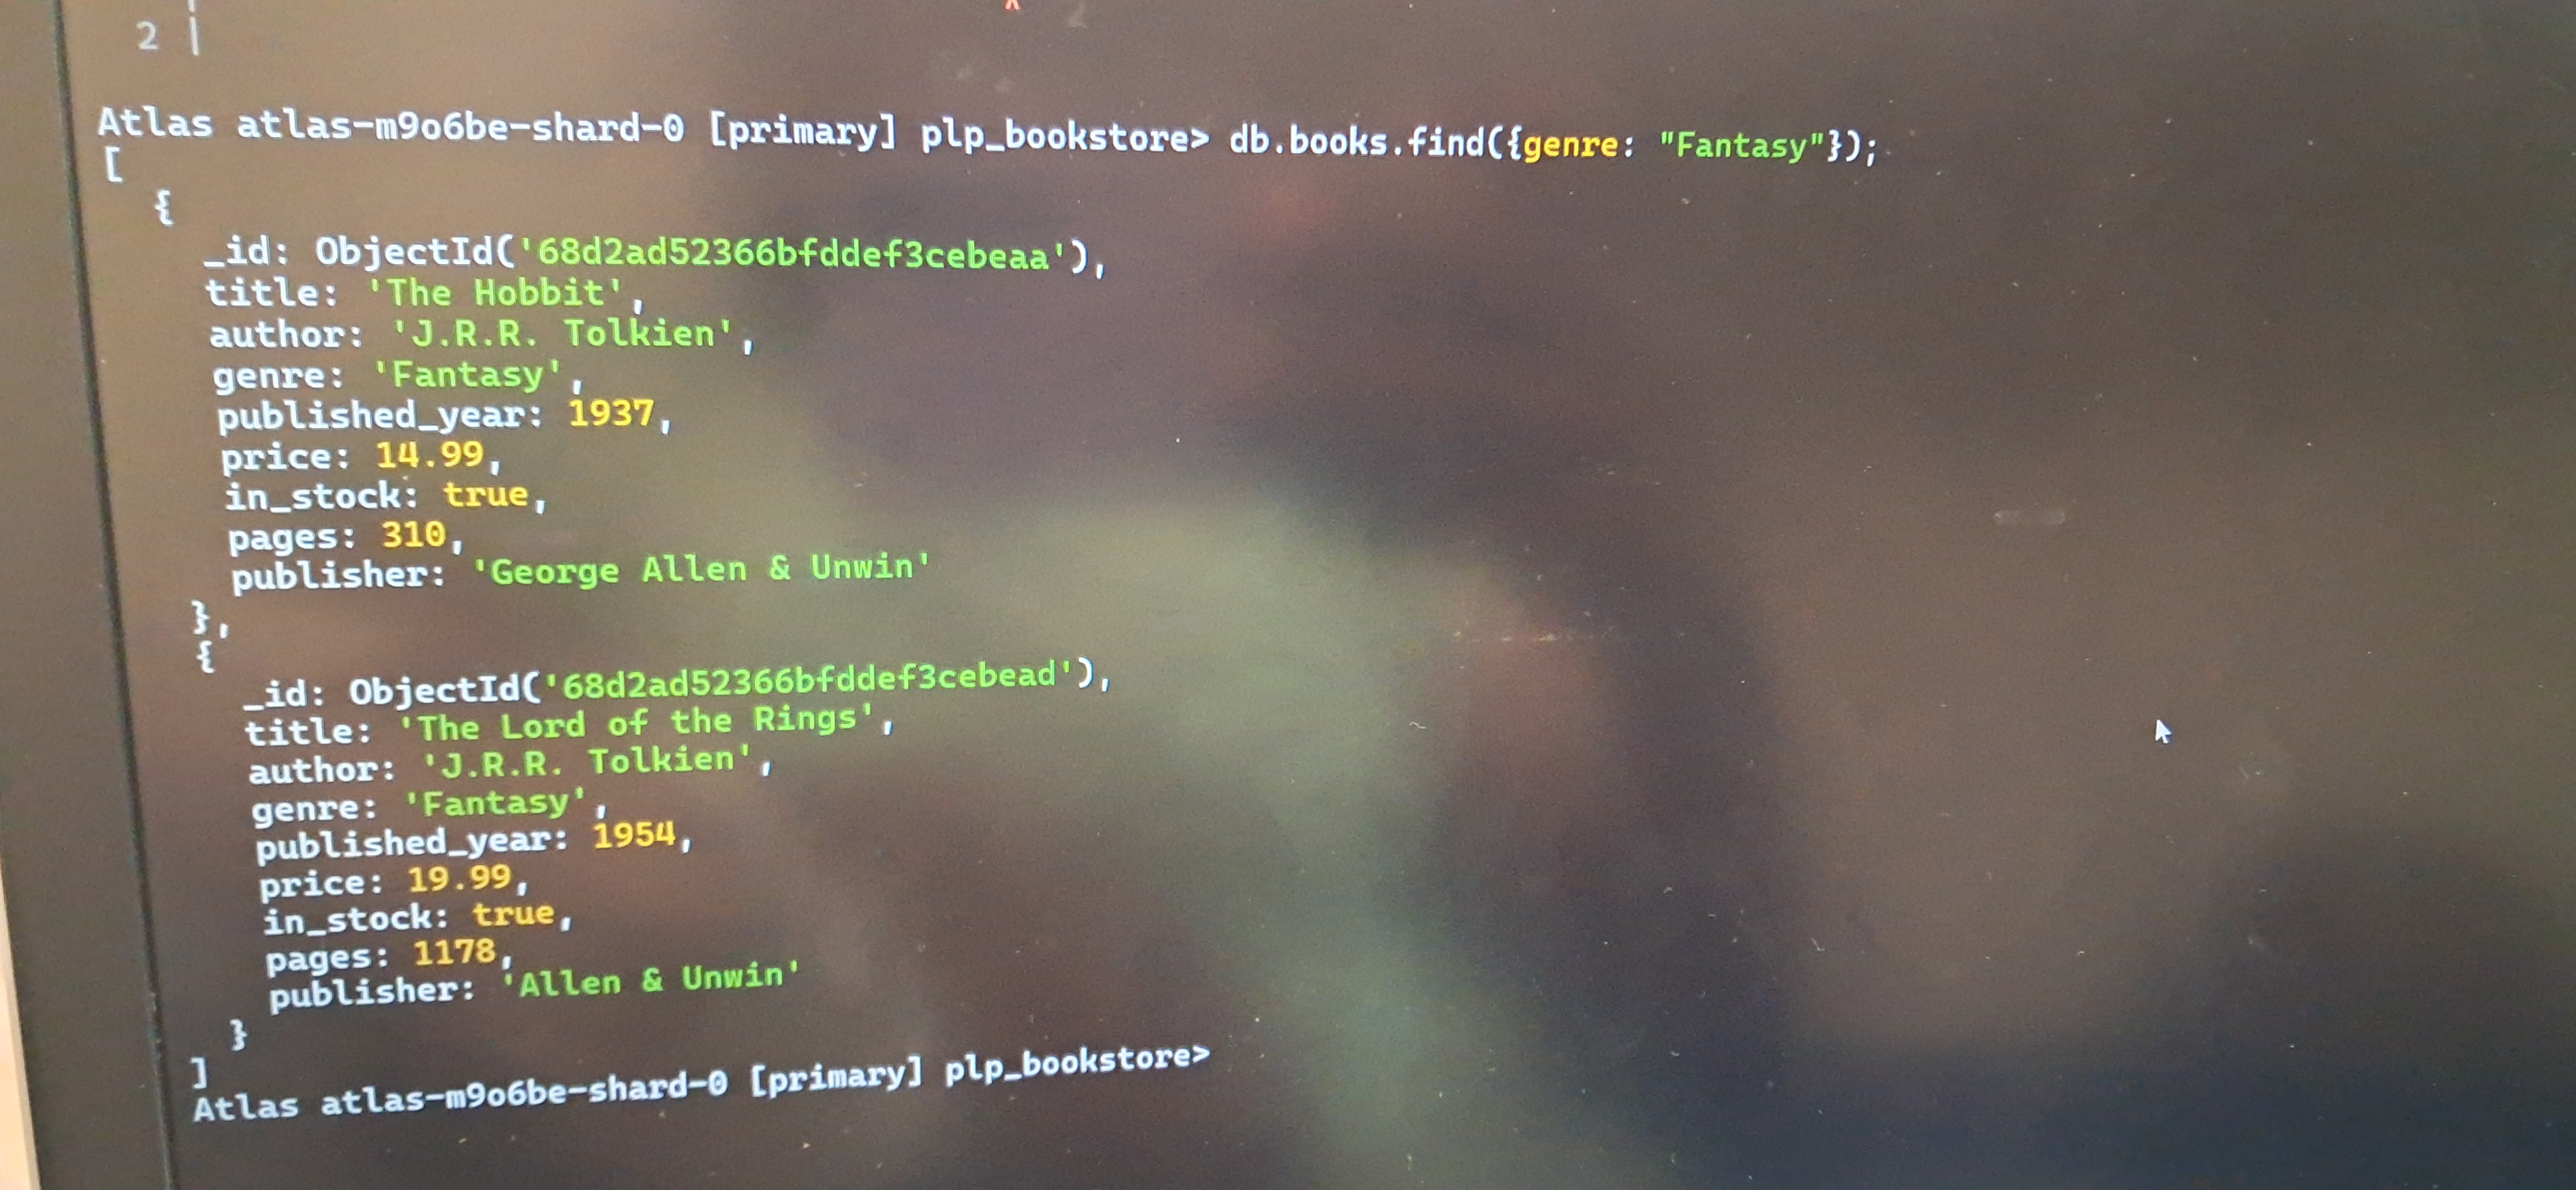 2 |
Atlas atlas-m9o6be-shard-0 [primary] plp_bookstore> db.books.find({genre: "Fantasy"});
[
  {
    _id: ObjectId('68d2ad52366bfddef3cebeaa'),
    title: 'The Hobbit',
    author: 'J.R.R. Tolkien',
    genre: 'Fantasy',
    published_year: 1937,
    price: 14.99,
    in_stock: true,
    pages: 310,
    publisher: 'George Allen & Unwin'
  },
  {
    _id: ObjectId('68d2ad52366bfddef3cebead'),
    title: 'The Lord of the Rings',
    author: 'J.R.R. Tolkien',
    genre: 'Fantasy',
    published_year: 1954,
    price: 19.99,
    in_stock: true,
    pages: 1178,
    publisher: 'Allen & Unwin'
  }
]
Atlas atlas-m9o6be-shard-0 [primary] plp_bookstore>